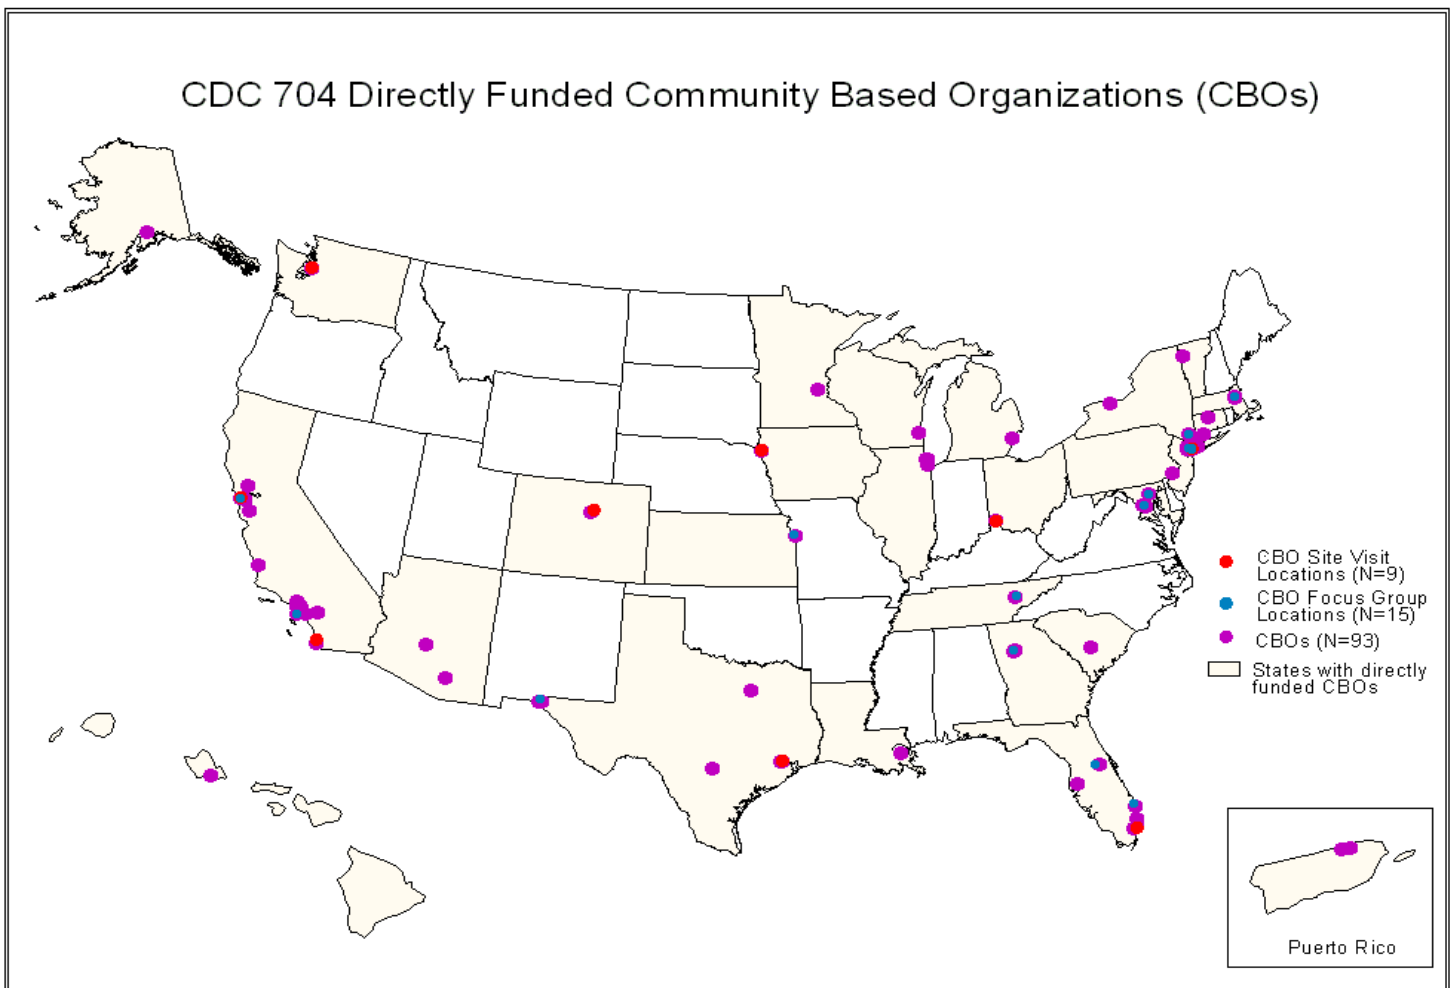 CDC 704 Directly Funded Community Based Organizations (CBOs)
CBO Site Visit
Locations (N=9)
CBO Focus Group
Locations (N=15)
CBOs (N=93)
States with directly
funded CBOs
Puerto Rico